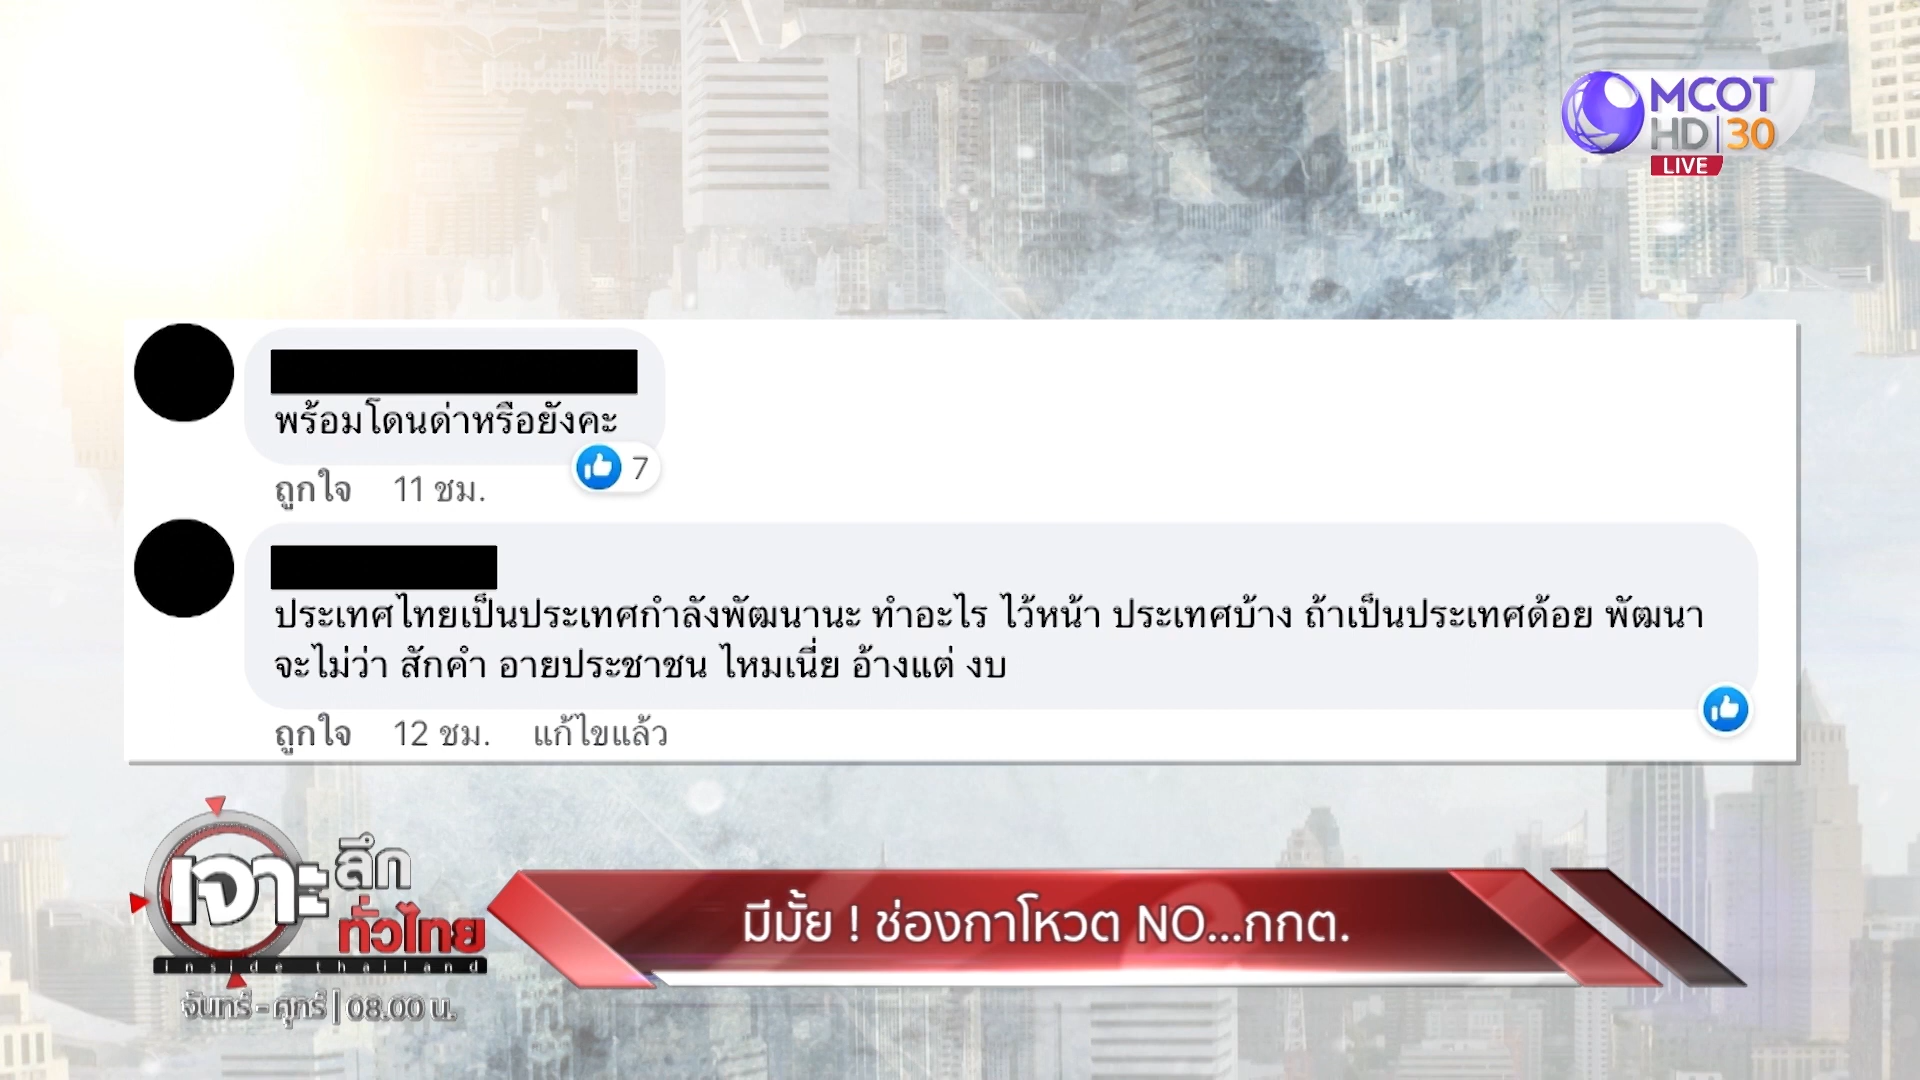 MCOT
HD 30
LIVE
พร้อมโดนด่าหรือยังคะ
7
ถูกใจ 11 ชม.
ประเทศไทยเป็นประเทศกำลังพัฒนานะ ทำอะไร ไว้หน้า ประเทศบ้าง ถ้าเป็นประเทศด้อย พัฒนา
จะไม่ว่า สักคำ อายประชาชน ไหมเนี่ย อ้างแต่ งบ
ถูกใจ 12 ชม. แก้ไขแล้ว
เจาะลึก
ทั่วไทย
inside thailand
จันทร์ - ศุกร์ | 08.00 น.
มีมั้ย ! ช่องกาโหวต NO...กกต.